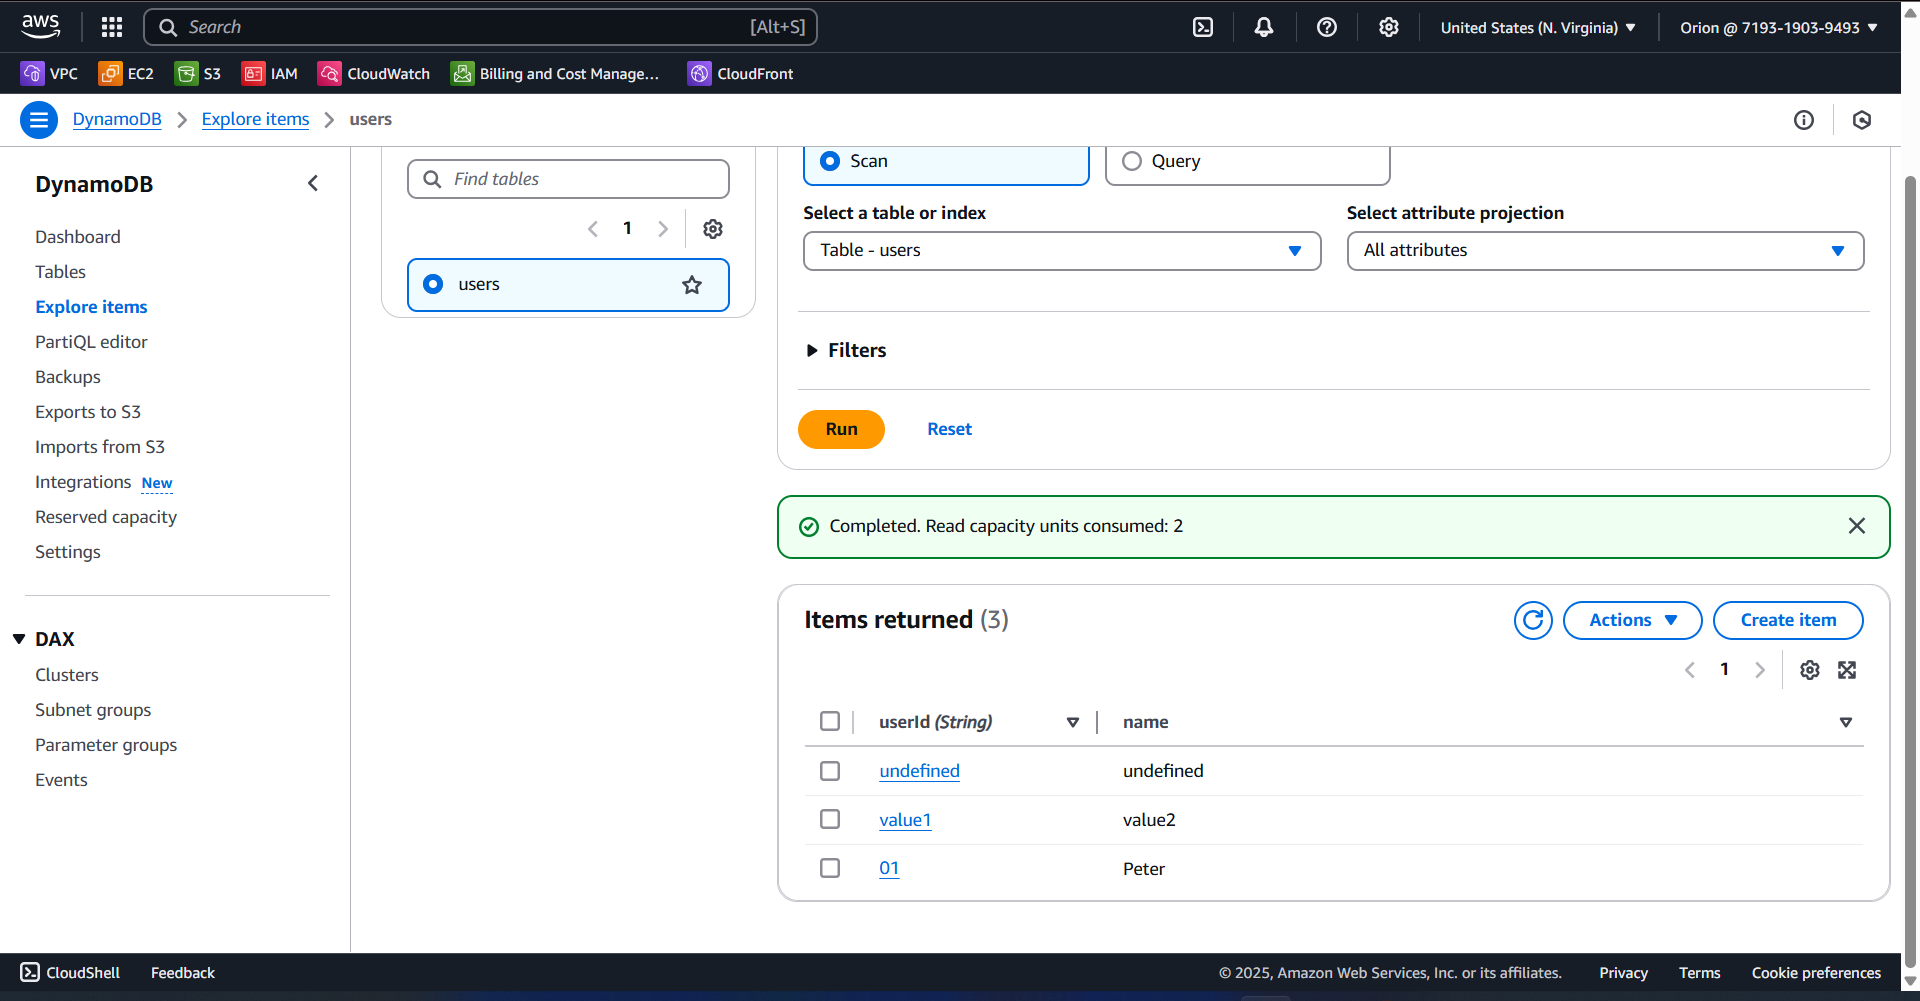 aws
Search [Alt+S]
United States (N. Virginia)
Orion @ 7193-1903-9493
VPC
EC2
S3
IAM
CloudWatch
Billing and Cost Manage...
CloudFront
DynamoDB
Explore items
users
DynamoDB
Dashboard
Tables
Explore items
PartiQL editor
Backups
Exports to S3
Imports from S3
Integrations New
Reserved capacity
Settings
DAX
Clusters
Subnet groups
Parameter groups
Events
Find tables
1
users
Scan
Query
Select a table or index
Table - users
Select attribute projection
All attributes
Filters
Run
Reset
Completed. Read capacity units consumed: 2
Items returned (3)
Actions
Create item
1
userId (String) name
undefined undefined
value1 value2
01 Peter
CloudShell
Feedback
© 2025, Amazon Web Services, Inc. or its affiliates.
Privacy
Terms
Cookie preferences